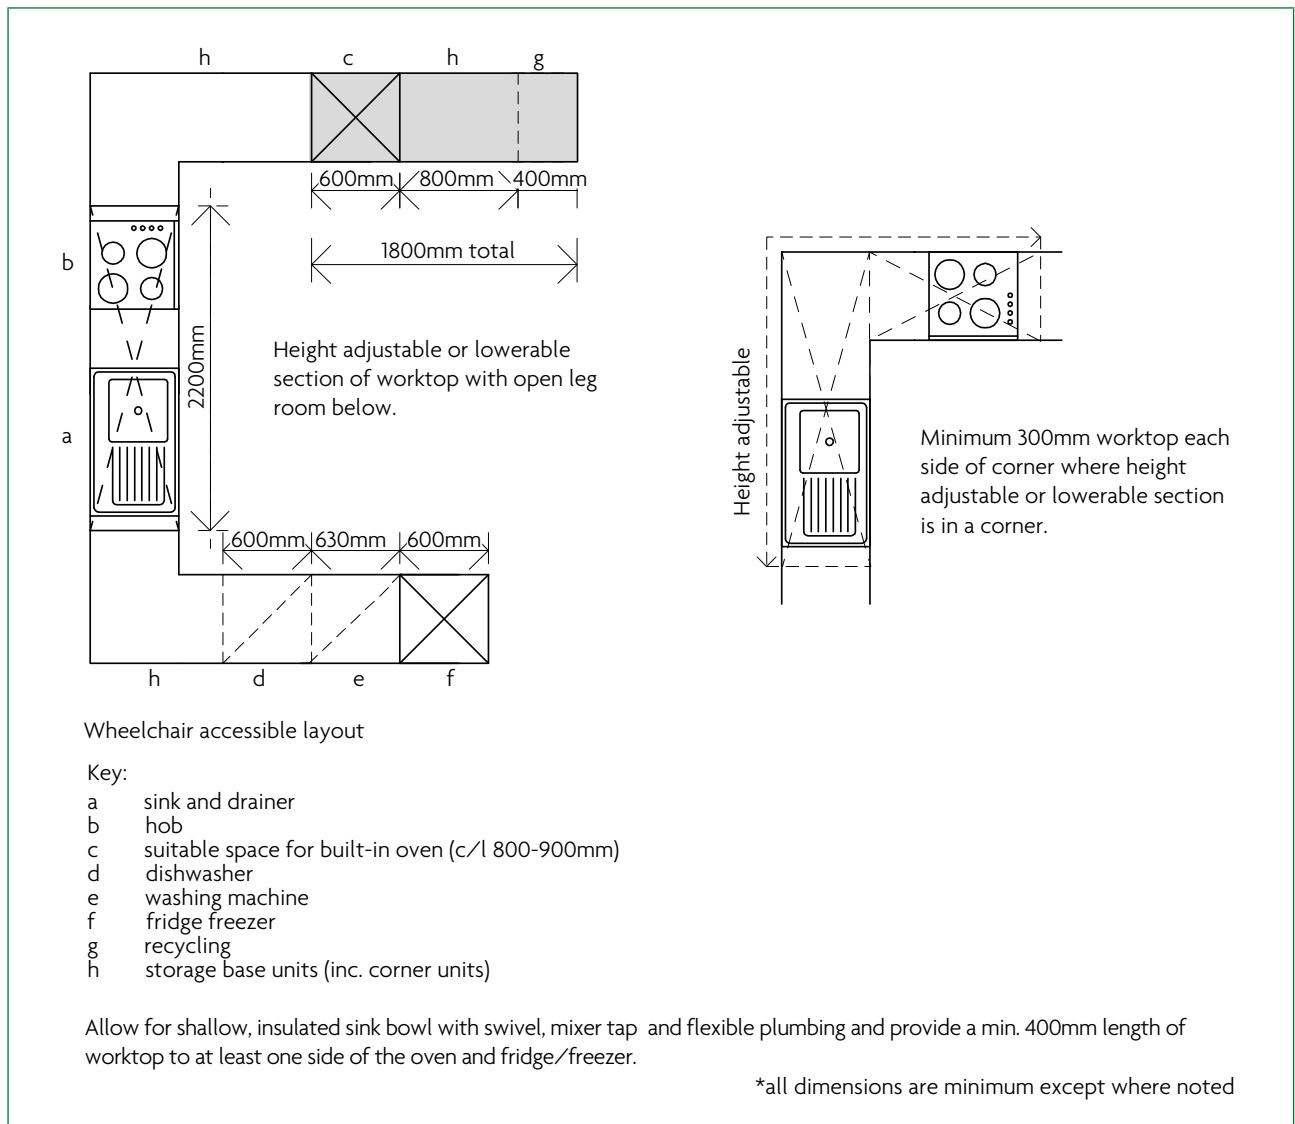 h c h g
600mm 800mm 400mm
1800mm total
b
2200mm
Height adjustable or lowerable
section of worktop with open leg
room below.
a
600mm 630mm 600mm
h d e f
Height adjustable
Minimum 300mm worktop each
side of corner where height
adjustable or lowerable section
is in a corner.
Wheelchair accessible layout
Key:
a sink and drainer
b hob
c suitable space for built-in oven (c/l 800-900mm)
d dishwasher
e washing machine
f fridge freezer
g recycling
h storage base units (inc. corner units)
Allow for shallow, insulated sink bowl with swivel, mixer tap and flexible plumbing and provide a min. 400mm length of
worktop to at least one side of the oven and fridge/freezer.
*all dimensions are minimum except where noted